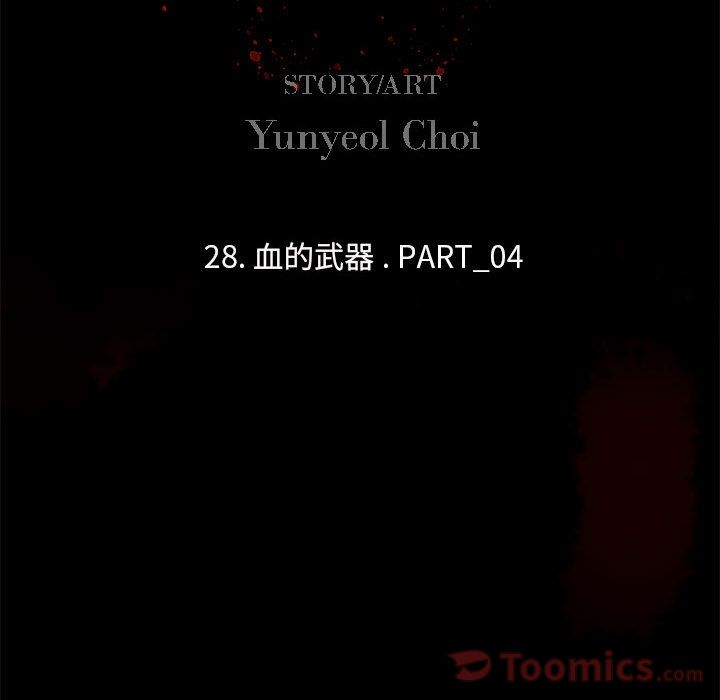 STORY/ART
Yunyeol Choi
28. 血的武器 . PART_04
Toomics.com